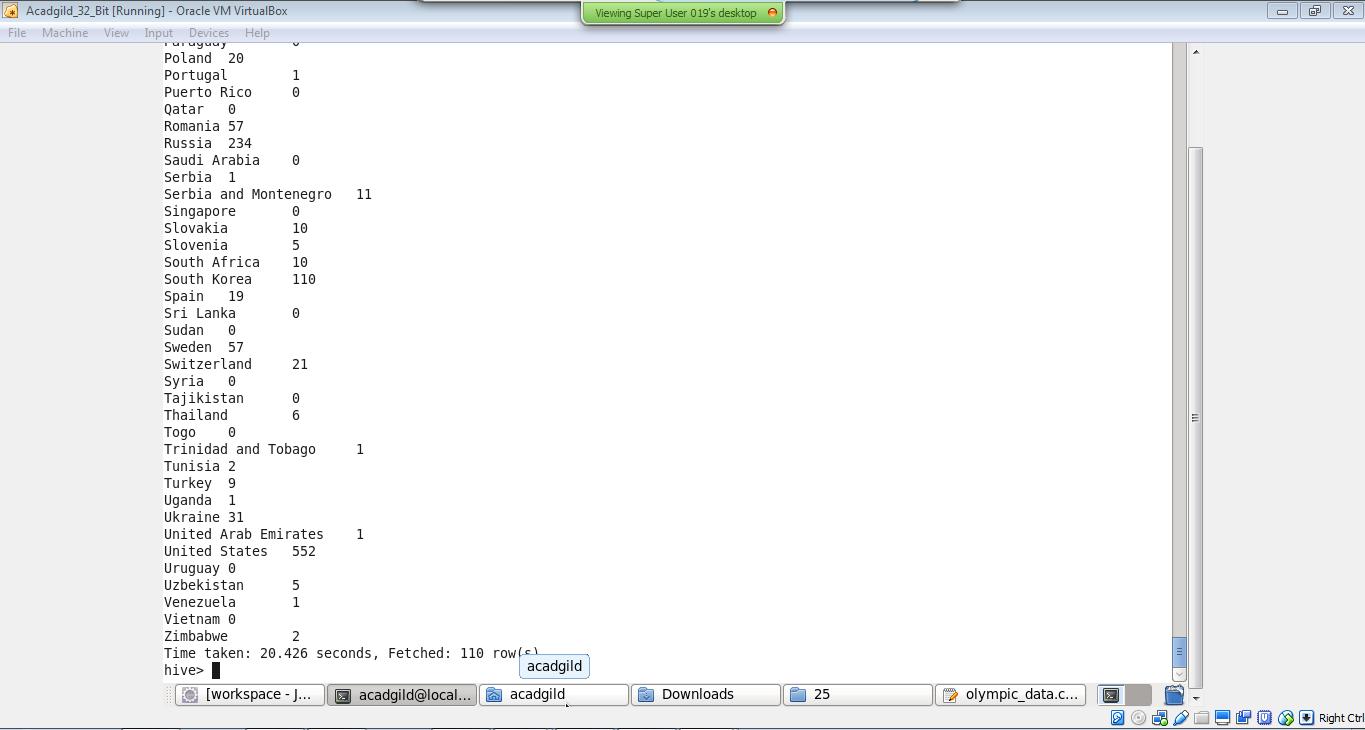 Acadgild_32_Bit [Running] - Oracle VM VirtualBox
Viewing Super User 019's desktop
File Machine View Input Devices Help
Paraguay 0
Poland 20
Portugal 1
Puerto Rico 0
Qatar 0
Romania 57
Russia 234
Saudi Arabia 0
Serbia 1
Serbia and Montenegro 11
Singapore 0
Slovakia 10
Slovenia 5
South Africa 10
South Korea 110
Spain 19
Sri Lanka 0
Sudan 0
Sweden 57
Switzerland 21
Syria 0
Tajikistan 0
Thailand 6
Togo 0
Trinidad and Tobago 1
Tunisia 2
Turkey 9
Uganda 1
Ukraine 31
United Arab Emirates 1
United States 552
Uruguay 0
Uzbekistan 5
Venezuela 1
Vietnam 0
Zimbabwe 2
Time taken: 20.426 seconds, Fetched: 110 row(s)
hive>
acadgild
[workspace - J... acadgild@local... acadgild Downloads 25 olympic_data.c...
Right Ctrl